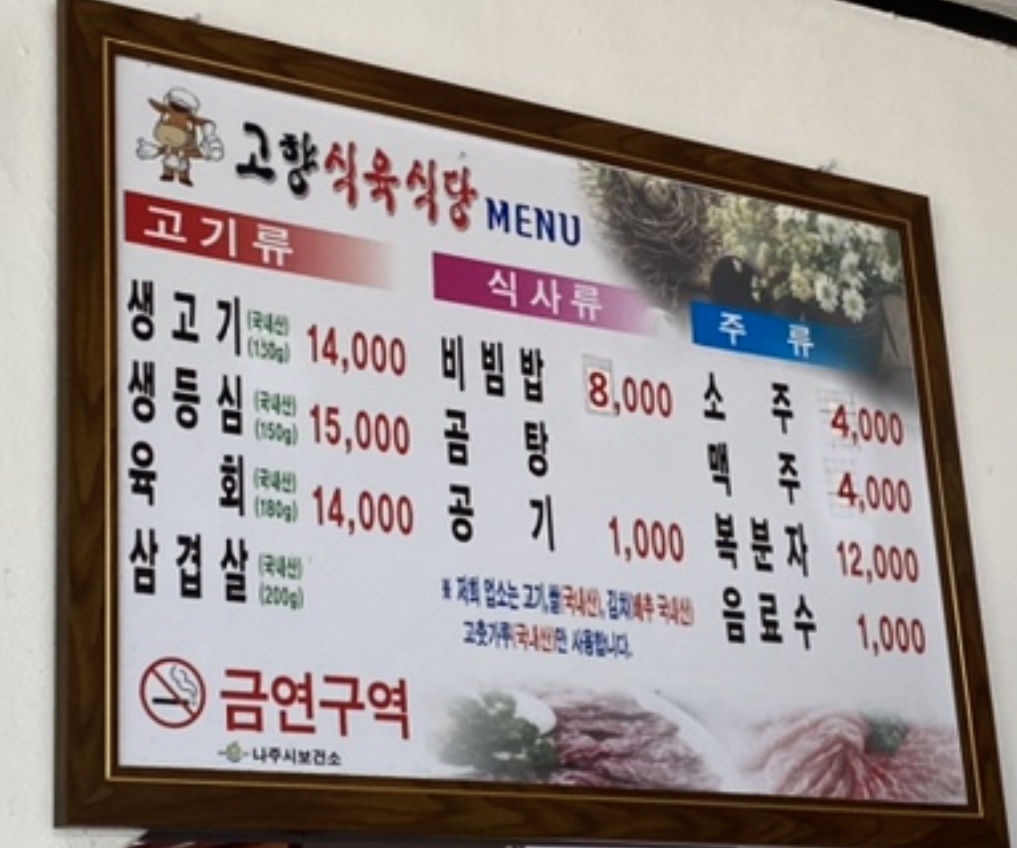 고향식육식당 MENU
고기류
생고기 (국내산) (150g) 14,000
생등심 (국내산) (150g) 15,000
육회 (국내산) (180g) 14,000
삼겹살 (국내산) (200g)
식사류
비빔밥 8,000
곰탕
공기 1,000
※ 저희 업소는 고기,쌀(국내산), 김치(배추 국내산)
고춧가루(국내산)만 사용합니다.
주류
소주 4,000
맥주 4,000
복분자 12,000
음료수 1,000
금연구역
나주시보건소